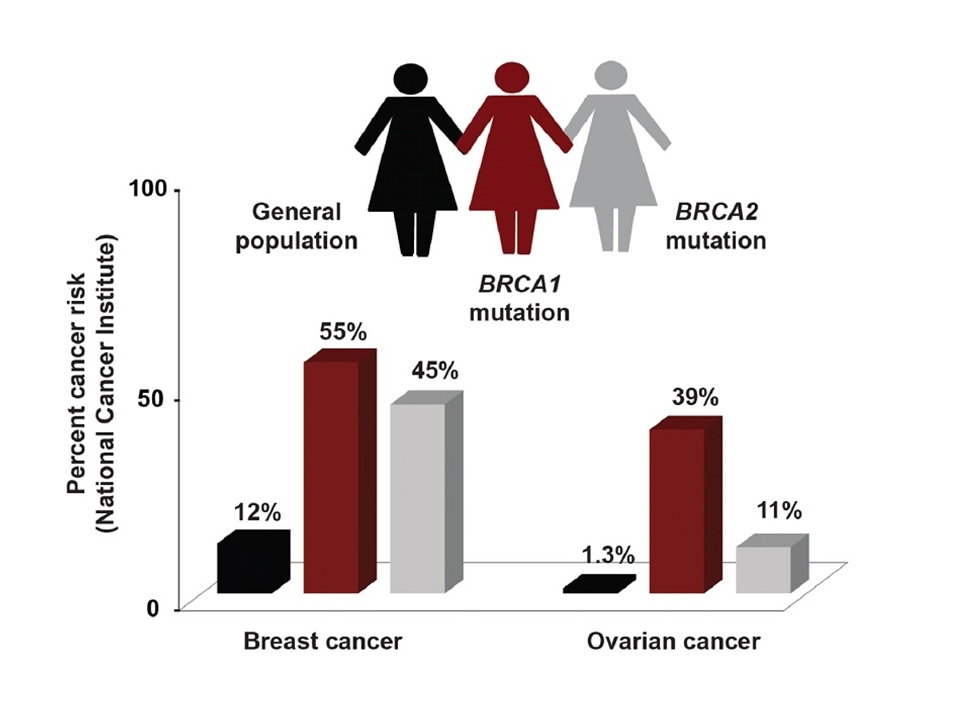 General
population
BRCA1
mutation
BRCA2
mutation
Percent cancer risk
(National Cancer Institute)
100
50
0
12%
55%
45%
1.3%
39%
11%
Breast cancer
Ovarian cancer